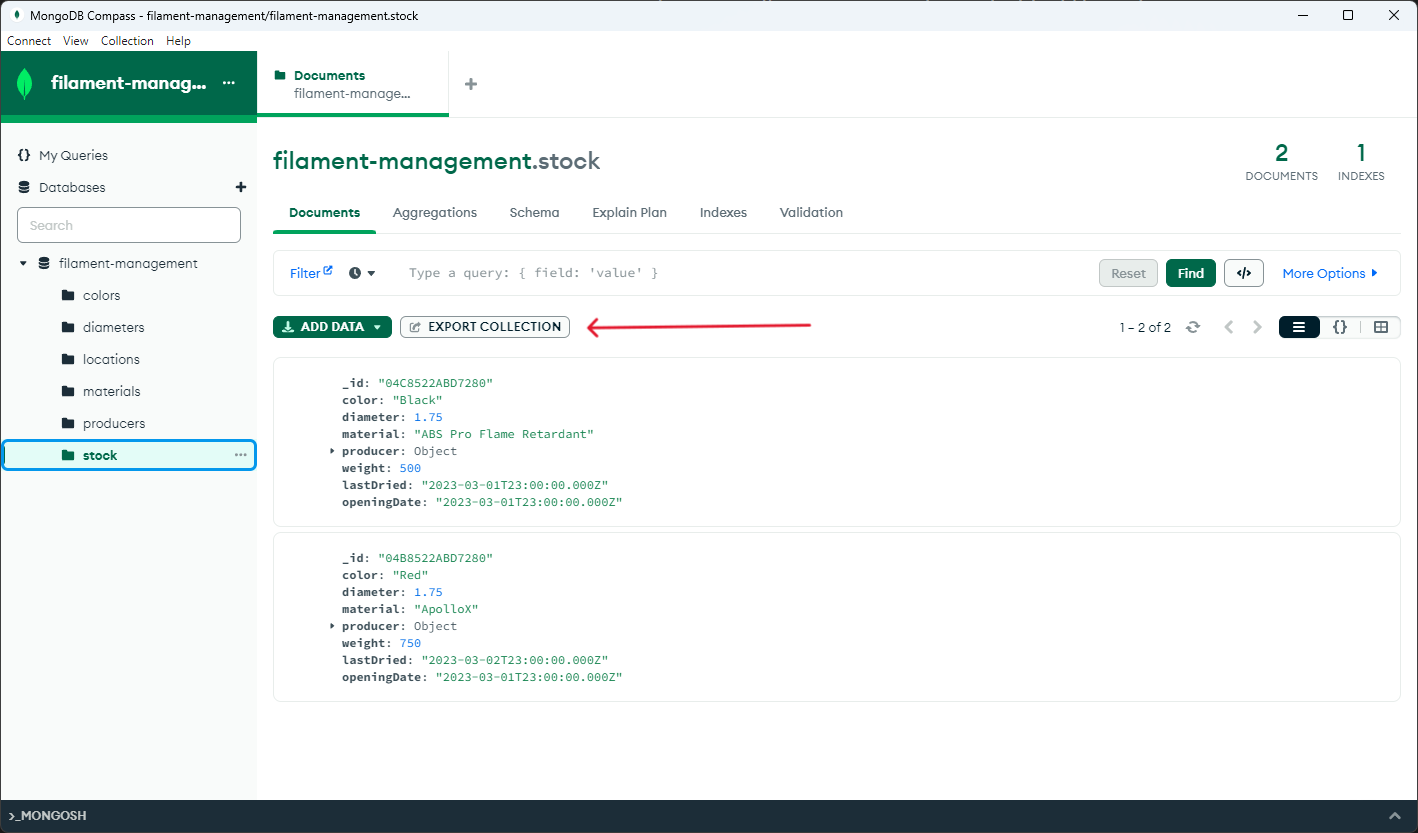 MongoDB Compass - filament-management/filament-management.stock
Connect View Collection Help
filament-manag...
Documents
filament-manage...
My Queries
Databases
Search
filament-management
colors
diameters
locations
materials
producers
stock
filament-management.stock
2
DOCUMENTS
1
INDEXES
Documents Aggregations Schema Explain Plan Indexes Validation
Filter Type a query: { field: 'value' } Reset Find </> More Options
ADD DATA EXPORT COLLECTION 1 – 2 of 2 {}
_id: "04C8522ABD7280"
color: "Black"
diameter: 1.75
material: "ABS Pro Flame Retardant"
producer: Object
weight: 500
lastDried: "2023-03-01T23:00:00.000Z"
openingDate: "2023-03-01T23:00:00.000Z"
_id: "04B8522ABD7280"
color: "Red"
diameter: 1.75
material: "ApolloX"
producer: Object
weight: 750
lastDried: "2023-03-02T23:00:00.000Z"
openingDate: "2023-03-01T23:00:00.000Z"
>_MONGOSH